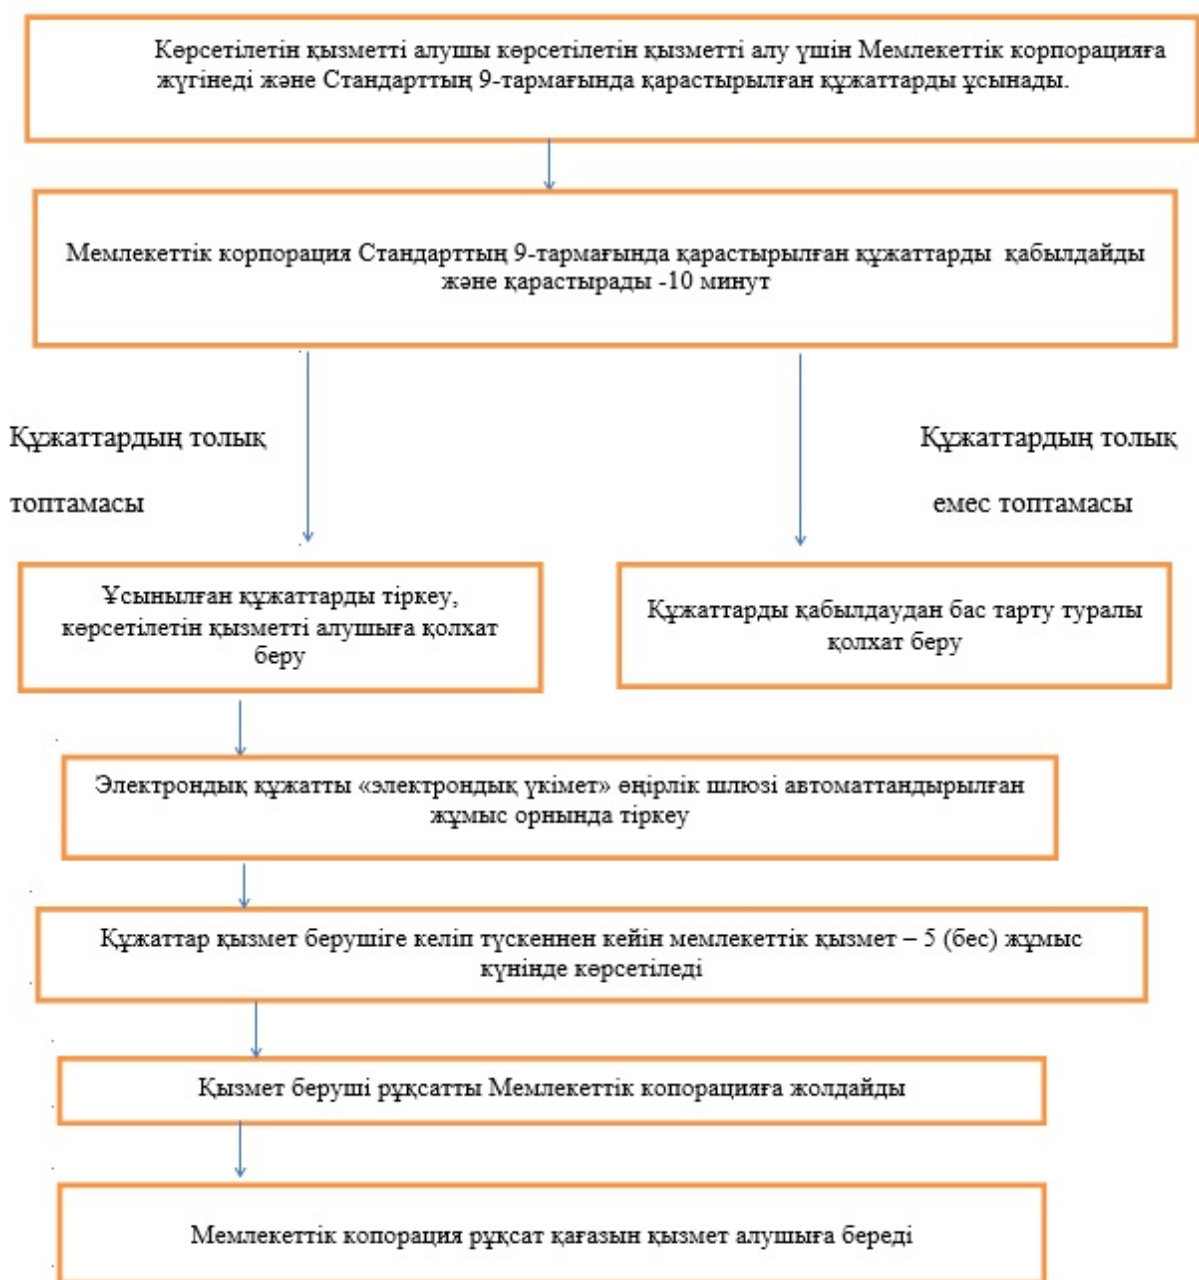 Көрсетілетін қызметті алушы көрсетілетін қызметті алу үшін Мемлекеттік корпорацияға
жүгінеді және Стандарттың 9-тармағында қарастырылған құжаттарды ұсынады.
Мемлекеттік корпорация Стандарттың 9-тармағында қарастырылған құжаттарды қабылдайды
және қарастырады -10 минут
Құжаттардың толық
топтамасы
Құжаттардың толық
емес топтамасы
Ұсынылған құжаттарды тіркеу,
көрсетілетін қызметті алушыға қолхат
беру
Құжаттарды қабылдаудан бас тарту туралы
қолхат беру
Электрондық құжатты «электрондық үкімет» өңірлік шлюзі автоматтандырылған
жұмыс орнында тіркеу
Құжаттар қызмет берушіге келіп түскеннен кейін мемлекеттік қызмет – 5 (бес) жұмыс
күнінде көрсетіледі
Қызмет беруші рұқсатты Мемлекеттік копорацияға жолдайды
Мемлекеттік копорация рұқсат қағазын қызмет алушыға береді